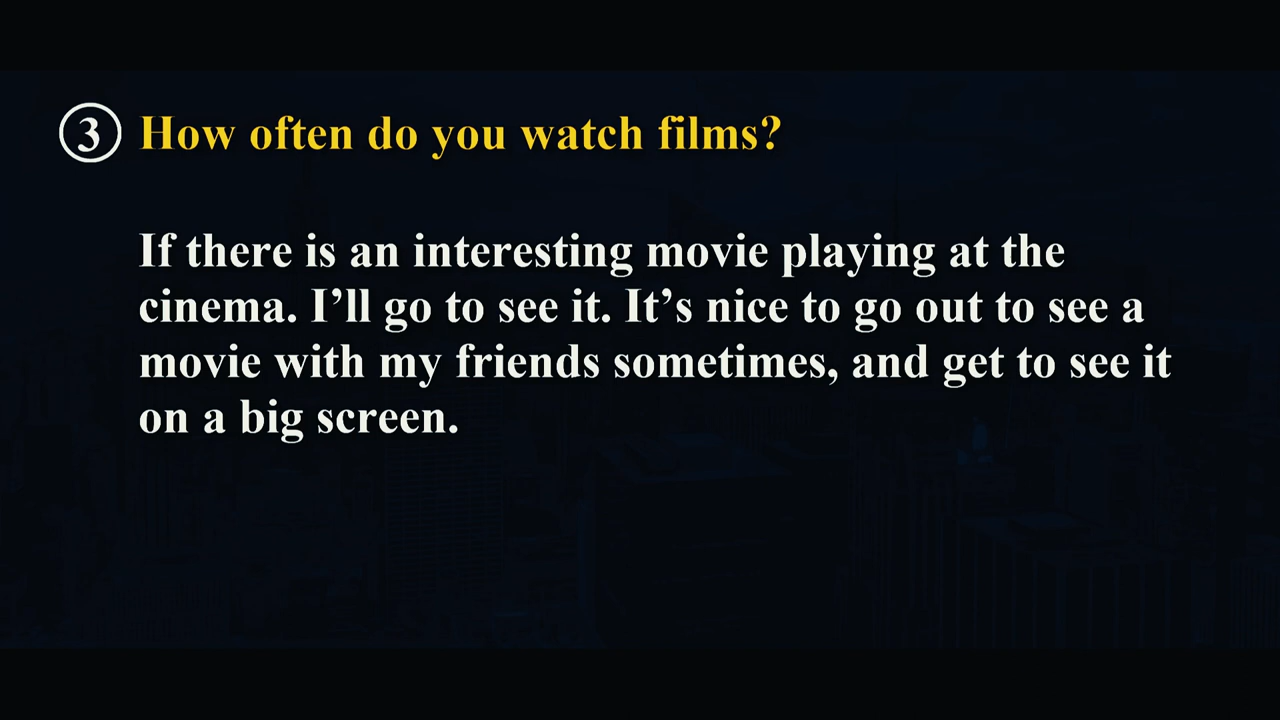 ③ How often do you watch films?
If there is an interesting movie playing at the
cinema. I’ll go to see it. It’s nice to go out to see a
movie with my friends sometimes, and get to see it
on a big screen.